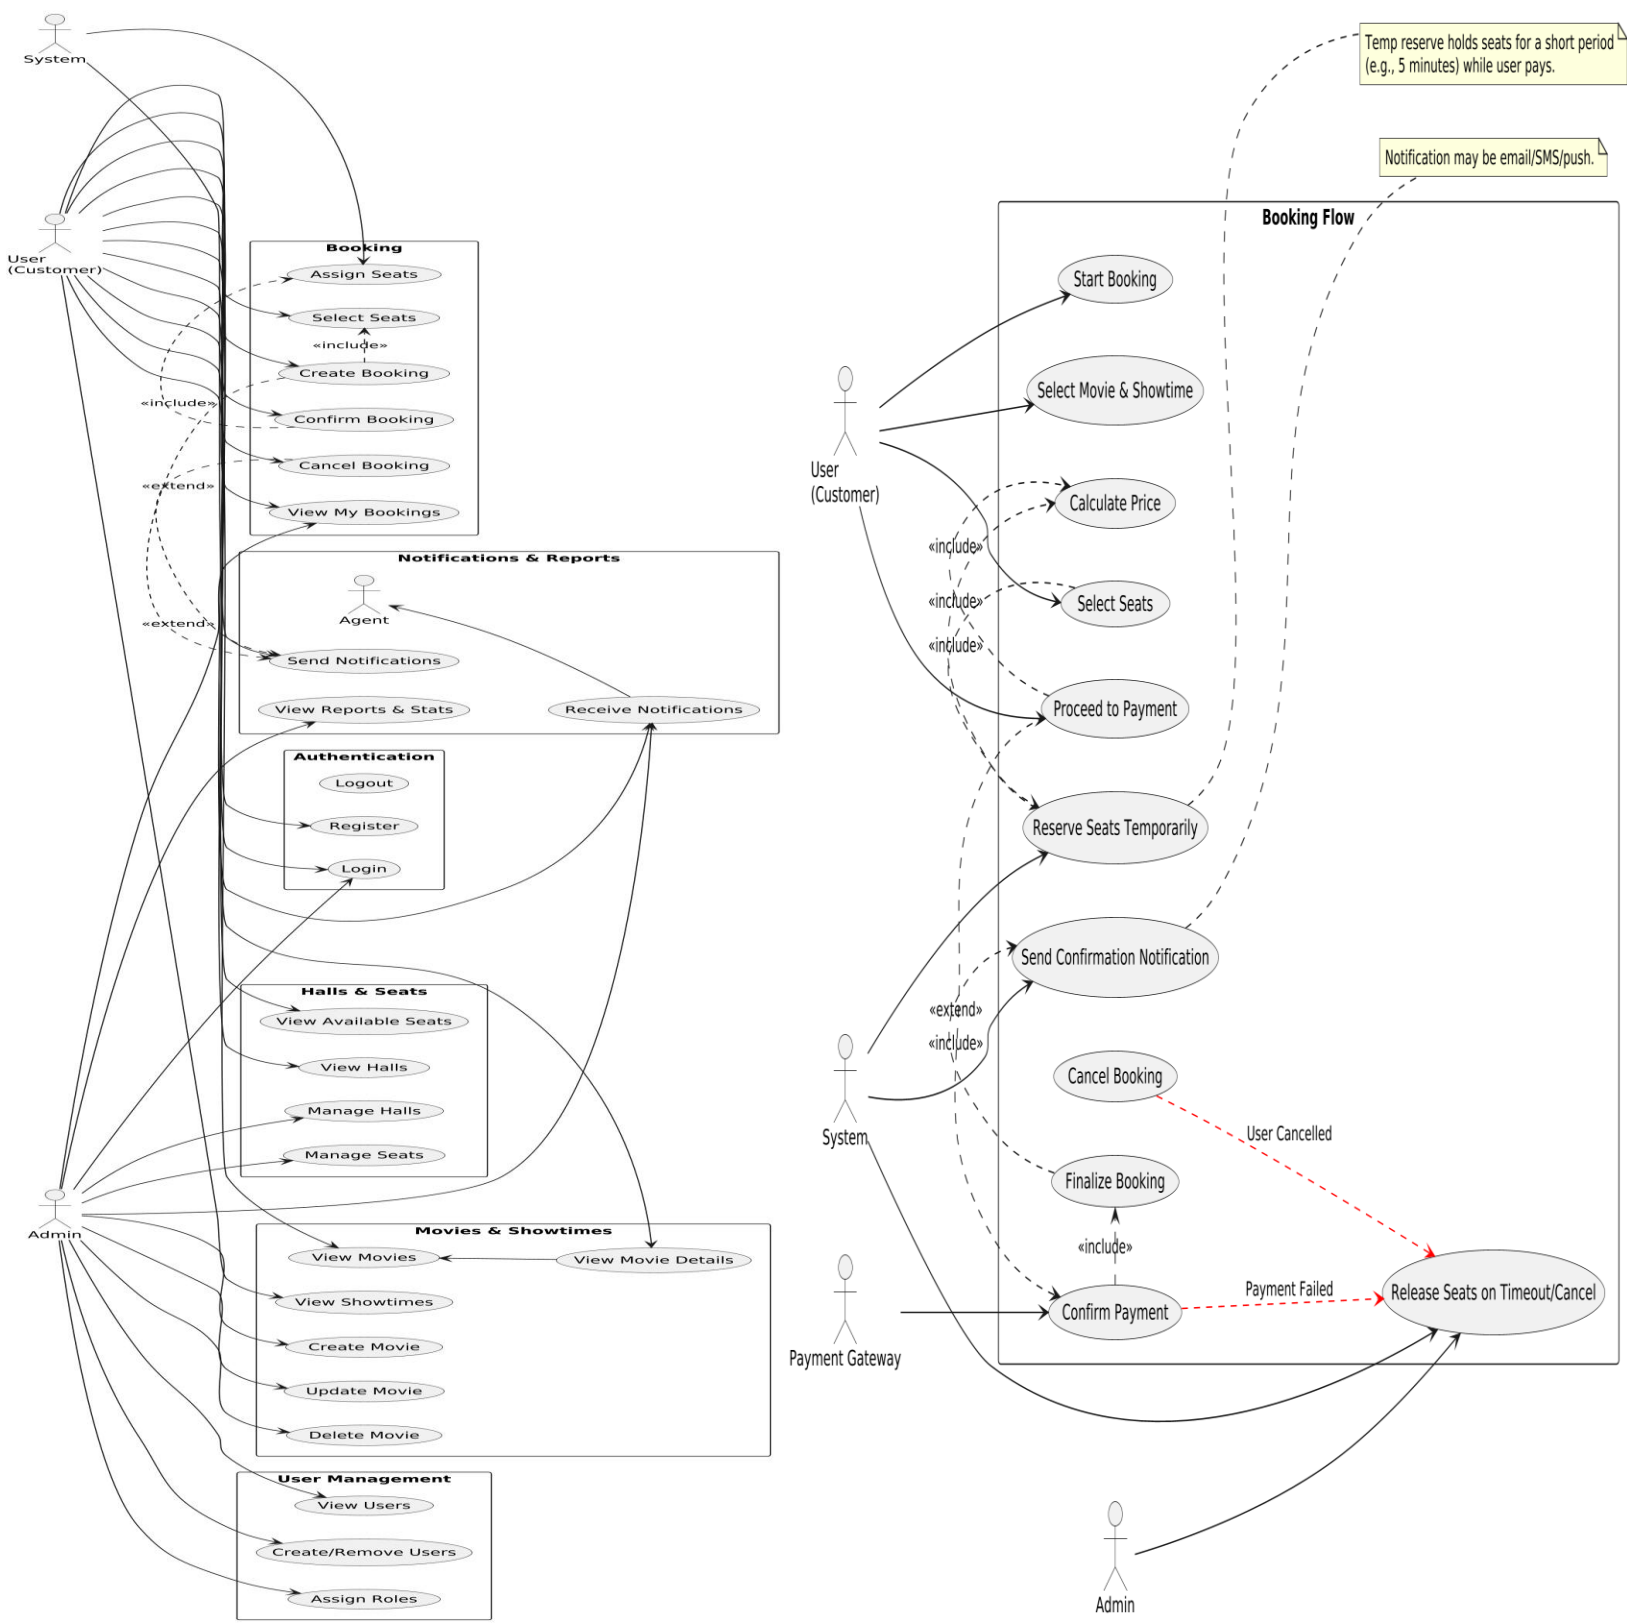 System
User
(Customer)
Booking
Assign Seats
Select Seats
«include»
Create Booking
«include»
Confirm Booking
Cancel Booking
«extend»
View My Bookings
Notifications & Reports
Agent
«extend»
Send Notifications
View Reports & Stats
Receive Notifications
Authentication
Logout
Register
Login
Halls & Seats
View Available Seats
View Halls
Manage Halls
Manage Seats
Admin
Movies & Showtimes
View Movies
View Movie Details
View Showtimes
Create Movie
Update Movie
Delete Movie
User Management
View Users
Create/Remove Users
Assign Roles
Temp reserve holds seats for a short period
(e.g., 5 minutes) while user pays.
Notification may be email/SMS/push.
Booking Flow
Start Booking
Select Movie & Showtime
User
(Customer)
Calculate Price
«include»
«include»
Select Seats
«include»
Proceed to Payment
Reserve Seats Temporarily
Send Confirmation Notification
«extend»
«include»
Cancel Booking
System
User Cancelled
Finalize Booking
«include»
Payment Failed
Release Seats on Timeout/Cancel
Confirm Payment
Payment Gateway
Admin